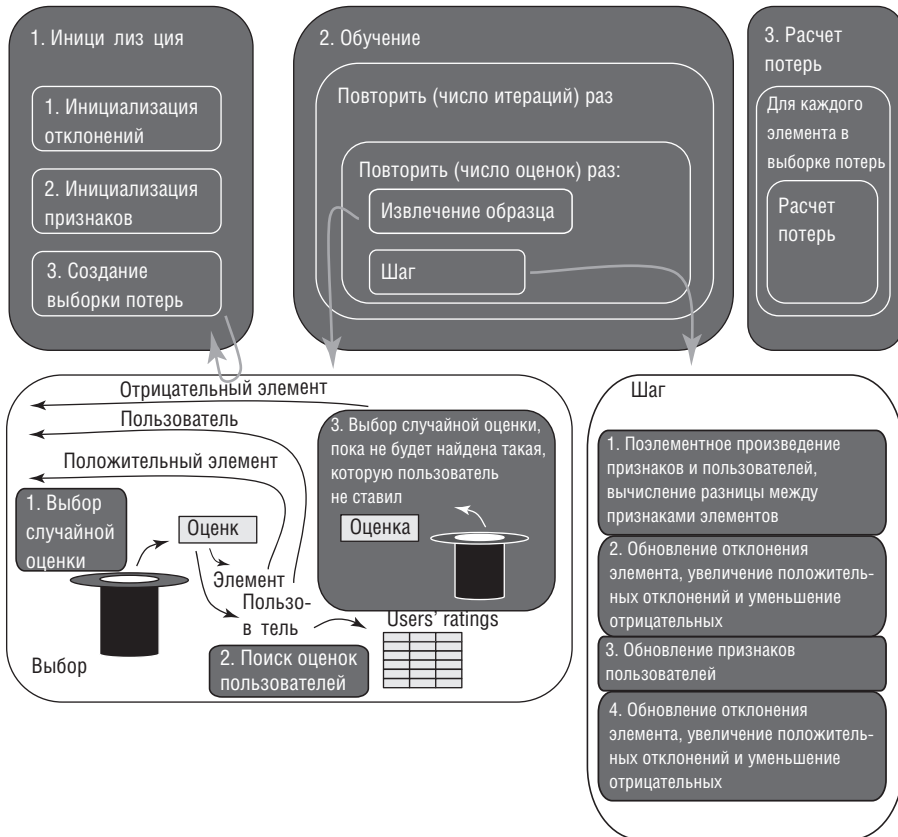 1. Иници лиз ция
1. Инициализация
отклонений
2. Инициализация
признаков
3. Создание
выборки потерь
2. Обучение
Повторить (число итераций) раз
Повторить (число оценок) раз:
Извлечение образца
Шаг
3. Расчет
потерь
Для каждого
элемента в
выборке потерь
Расчет
потерь
Отрицательный элемент
Пользователь
Положительный элемент
1. Выбор
случайной
оценки
Оценк
Элемент
Пользо-
в тель
Выбор
2. Поиск оценок
пользователей
3. Выбор случайной оценки,
пока не будет найдена такая,
которую пользователь
не ставил
Оценка
Users' ratings
Шаг
1. Поэлементное произведение
признаков и пользователей,
вычисление разницы между
признаками элементов
2. Обновление отклонения
элемента, увеличение положитель-
ных отклонений и уменьшение
отрицательных
3. Обновление признаков
пользователей
4. Обновление отклонения
элемента, увеличение положитель-
ных отклонений и уменьшение
отрицательных